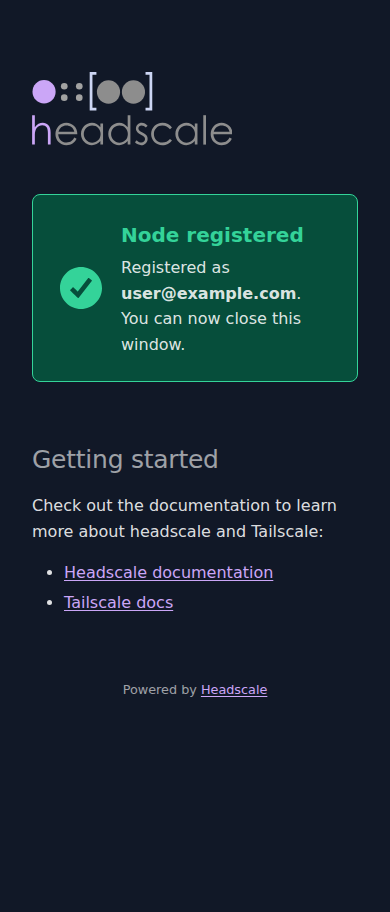 headscale
Node registered
Registered as
user@example.com.
You can now close this
window.
Getting started
Check out the documentation to learn
more about headscale and Tailscale:
• Headscale documentation
• Tailscale docs
Powered by Headscale